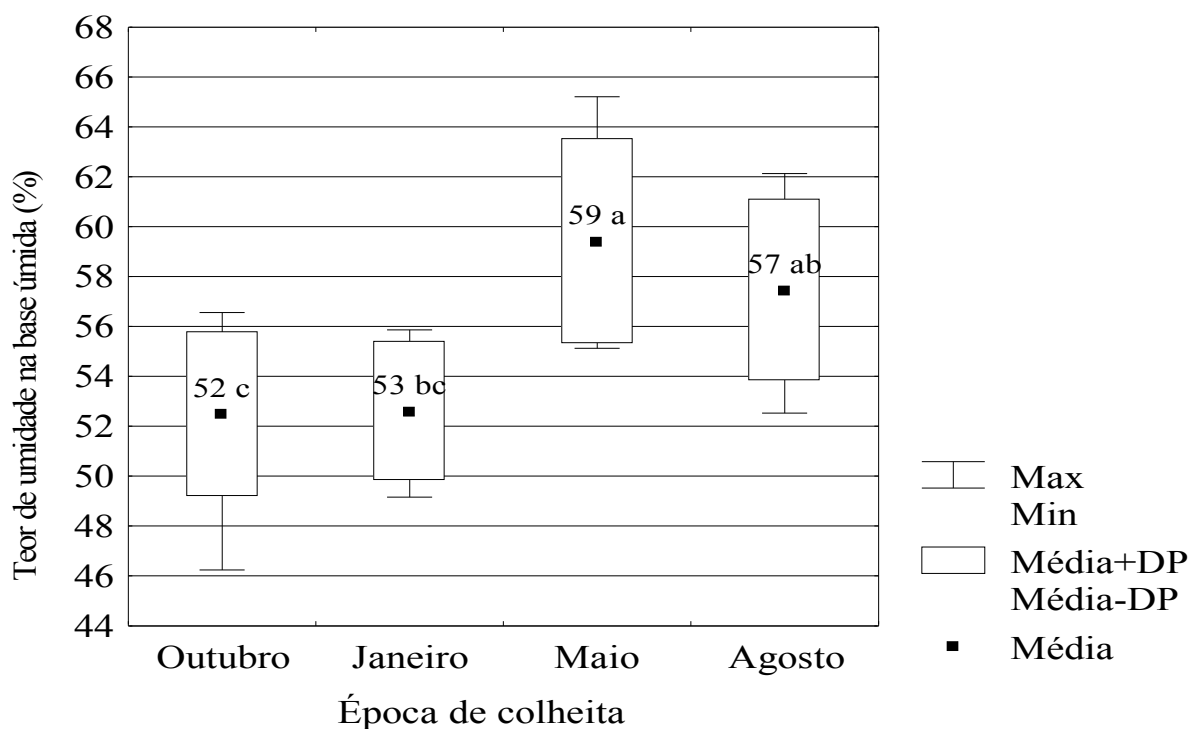 68
66
64
62
60
58
56
54
52
50
48
46
44
Teor de umidade na base úmida (%)
52 c
53 bc
59 a
57 ab
Outubro Janeiro Maio Agosto
Época de colheita
Max
Min
Média+DP
Média-DP
Média